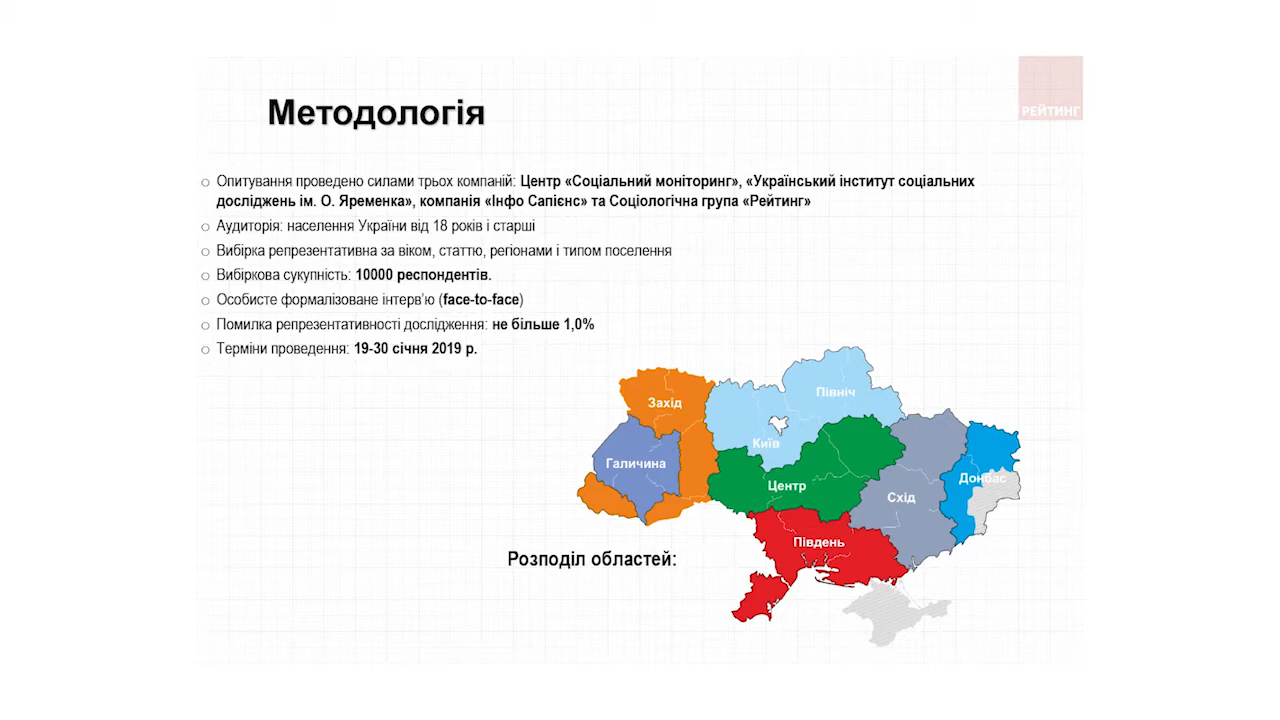 РЕЙТИНГ
Методологія
○ Опитування проведено силами трьох компаній: Центр «Соціальний моніторинг», «Український інститут соціальних
досліджень ім. О. Яременка», компанія «Інфо Сапієнс» та Соціологічна група «Рейтинг»
○ Аудиторія: населення України від 18 років і старші
○ Вибірка репрезентативна за віком, статтю, регіонами і типом поселення
○ Вибіркова сукупність: 10000 респондентів.
○ Особисте формалізоване інтерв'ю (face-to-face)
○ Помилка репрезентативності дослідження: не більше 1,0%
○ Терміни проведення: 19-30 січня 2019 р.
Північ
Захід
Київ
Галичина
Донбас
Центр
Схід
Південь
Розподіл областей: